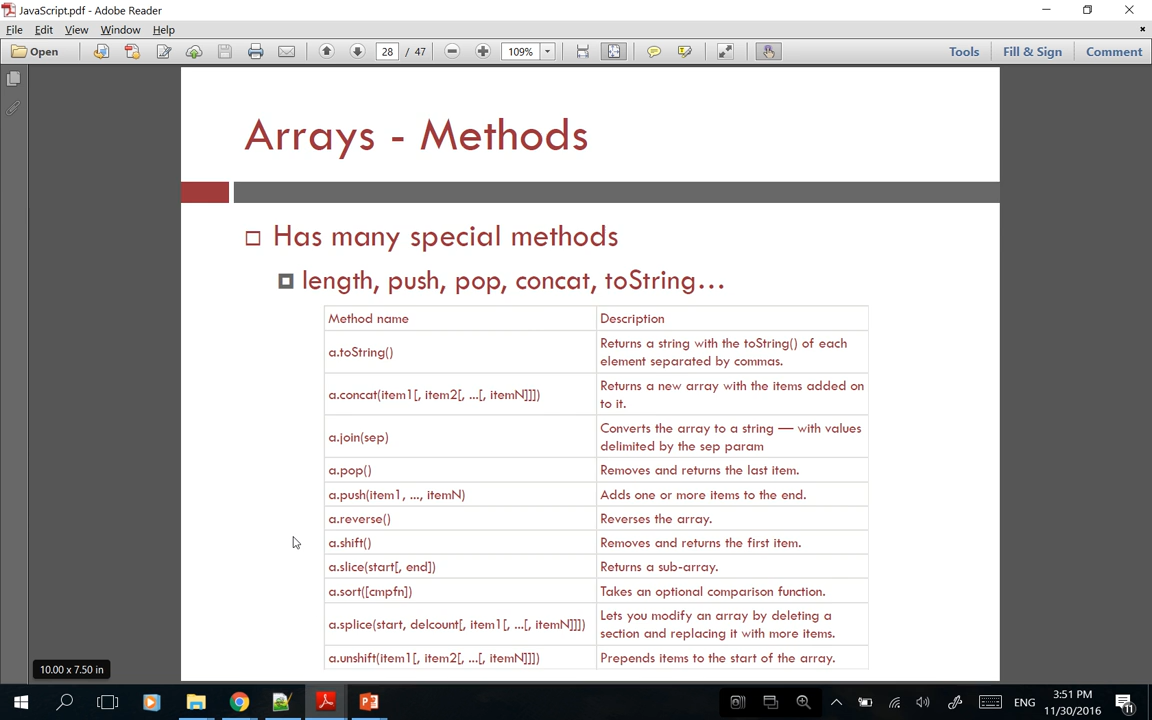 JavaScript.pdf - Adobe Reader
File Edit View Window Help
Open 28 / 47 109% Tools Fill & Sign Comment
Arrays - Methods
Has many special methods
length, push, pop, concat, toString...
Method name Description
a.toString() Returns a string with the toString() of each
element separated by commas.
a.concat(item1[, item2[, ...[, itemN]]]) Returns a new array with the items added on
to it.
a.join(sep) Converts the array to a string — with values
delimited by the sep param
a.pop() Removes and returns the last item.
a.push(item1, ..., itemN) Adds one or more items to the end.
a.reverse() Reverses the array.
a.shift() Removes and returns the first item.
a.slice(start[, end]) Returns a sub-array.
a.sort([cmpfn]) Takes an optional comparison function.
a.splice(start, delcount[, item1[, ...[, itemN]]]) Lets you modify an array by deleting a
section and replacing it with more items.
a.unshift(item1[, item2[, ...[, itemN]]]) Prepends items to the start of the array.
10.00 x 7.50 in
ENG 3:51 PM
11/30/2016 11